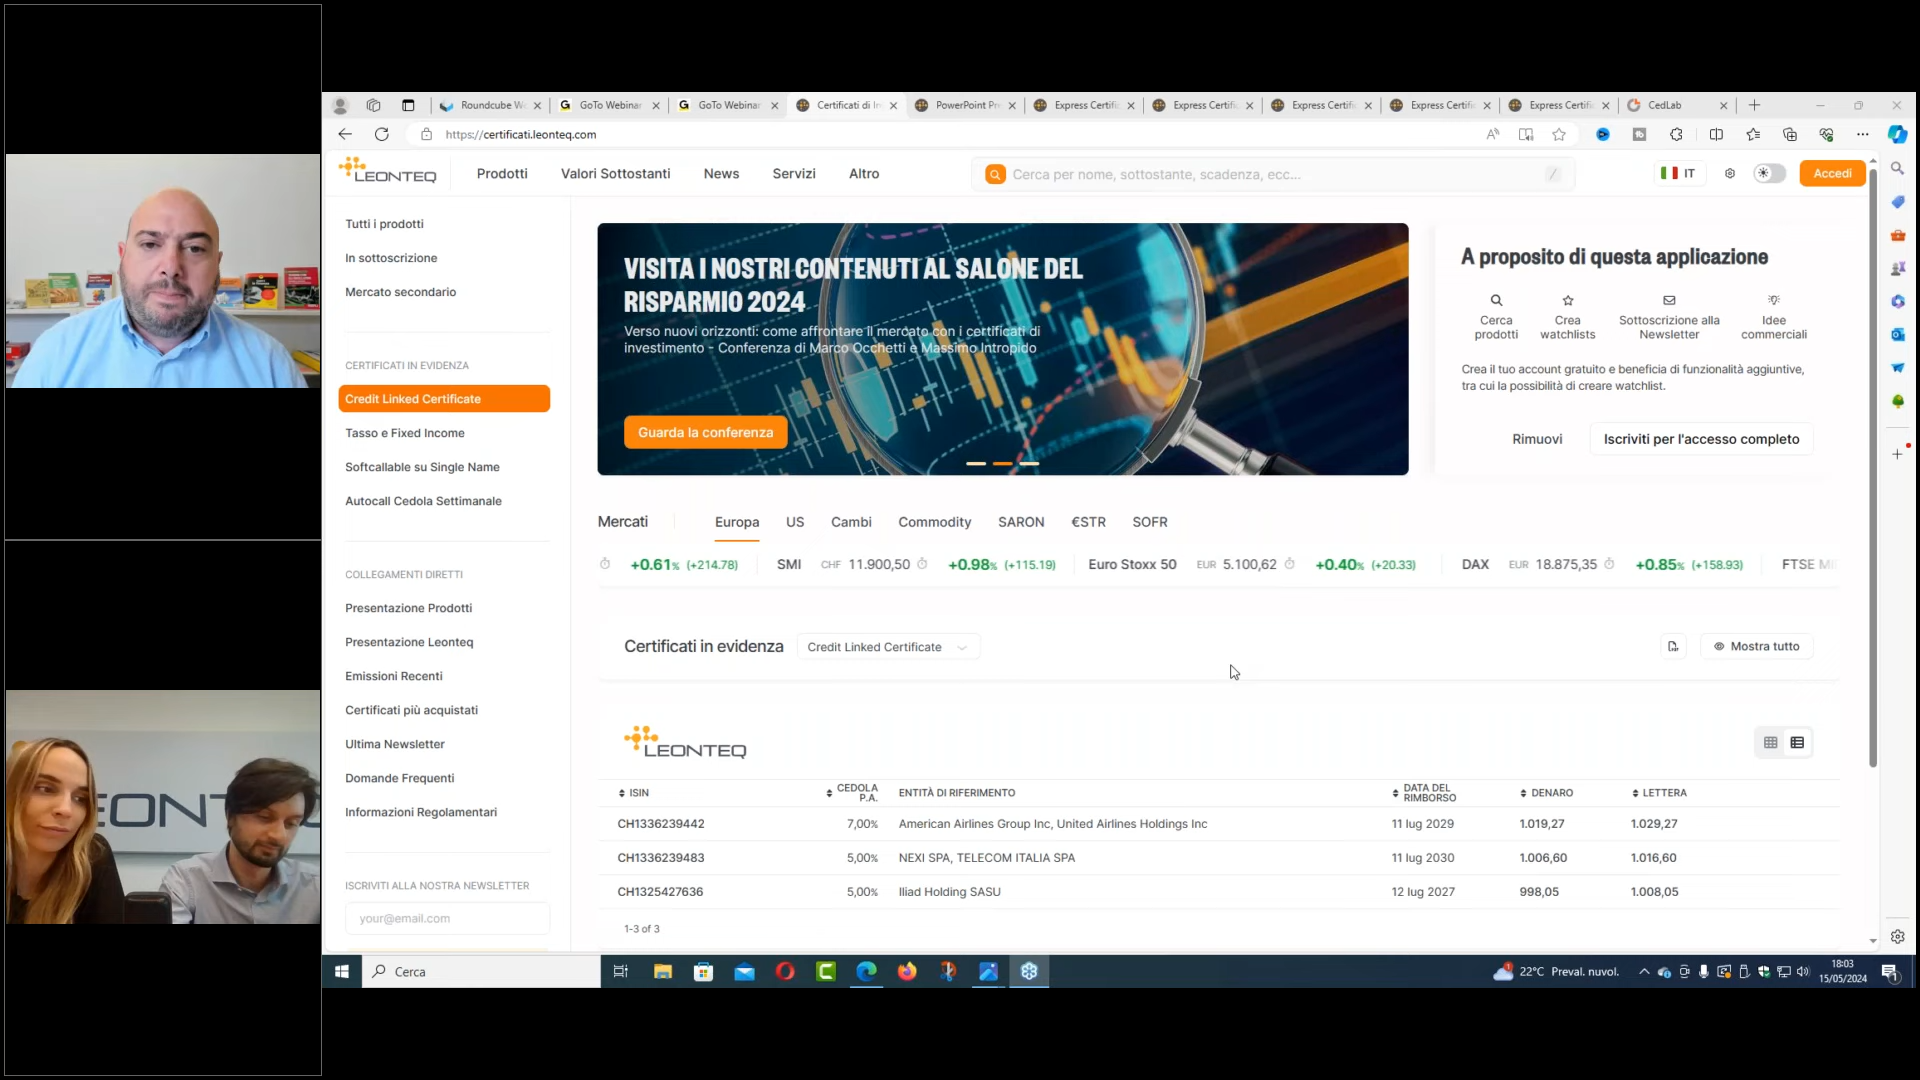 Roundcube W
GoTo Webinar
GoTo Webinar
Certificati di In
PowerPoint Pr
Express Certific
Express Certific
Express Certific
Express Certific
Express Certific
CedLab
https://certificati.leonteq.com
LEONTEQ
Prodotti
Valori Sottostanti
News
Servizi
Altro
Cerca per nome, sottostante, scadenza, ecc...
/
IT
Accedi
Tutti i prodotti
In sottoscrizione
Mercato secondario
CERTIFICATI IN EVIDENZA
Credit Linked Certificate
Tasso e Fixed Income
Softcallable su Single Name
Autocall Cedola Settimanale
COLLEGAMENTI DIRETTI
Presentazione Prodotti
Presentazione Leonteq
Emissioni Recenti
Certificati più acquistati
Ultima Newsletter
Domande Frequenti
Informazioni Regolamentari
ISCRIVITI ALLA NOSTRA NEWSLETTER
your@email.com
VISITA I NOSTRI CONTENUTI AL SALONE DEL
RISPARMIO 2024
Verso nuovi orizzonti: come affrontare il mercato con i certificati di
investimento - Conferenza di Marco Occhetti e Massimo Intropido
Guarda la conferenza
A proposito di questa applicazione
Cerca
prodotti
Crea
watchlists
Sottoscrizione alla
Newsletter
Idee
commerciali
Crea il tuo account gratuito e beneficia di funzionalità aggiuntive,
tra cui la possibilità di creare watchlist.
Rimuovi
Iscriviti per l'accesso completo
Mercati
Europa
US
Cambi
Commodity
SARON
€STR
SOFR
+0.61% (+214.78)
SMI CHF 11.900,50 +0.98% (+115.19)
Euro Stoxx 50 EUR 5.100,62 +0.40% (+20.33)
DAX EUR 18.875,35 +0.85% (+158.93)
FTSE MI
Certificati in evidenza
Credit Linked Certificate
Mostra tutto
LEONTEQ
ISIN
CEDOLA
P.A.
ENTITÀ DI RIFERIMENTO
DATA DEL
RIMBORSO
DENARO
LETTERA
CH1336239442 7,00% American Airlines Group Inc, United Airlines Holdings Inc 11 lug 2029 1.019,27 1.029,27
CH1336239483 5,00% NEXI SPA, TELECOM ITALIA SPA 11 lug 2030 1.006,60 1.016,60
CH1325427636 5,00% Iliad Holding SASU 12 lug 2027 998,05 1.008,05
1-3 of 3
EONT
Cerca
22°C Preval. nuvol.
18:03
15/05/2024